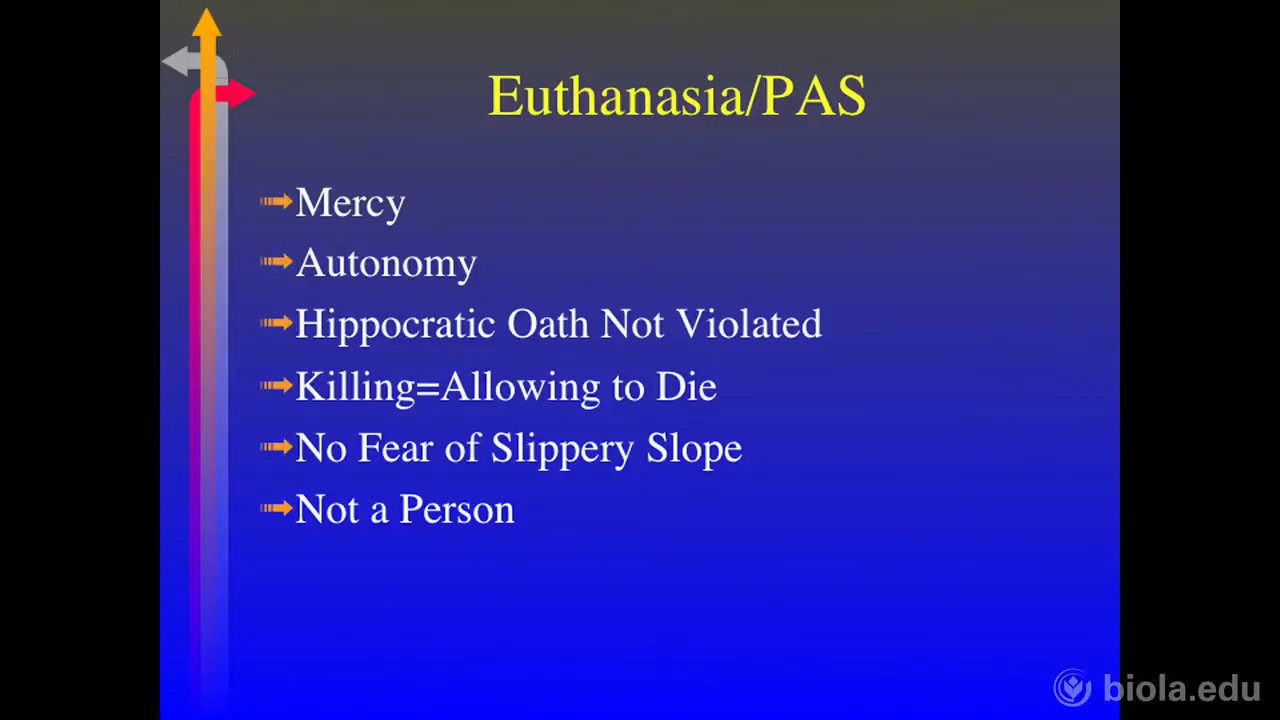 Euthanasia/PAS
Mercy
Autonomy
Hippocratic Oath Not Violated
Killing=Allowing to Die
No Fear of Slippery Slope
Not a Person
biola.edu